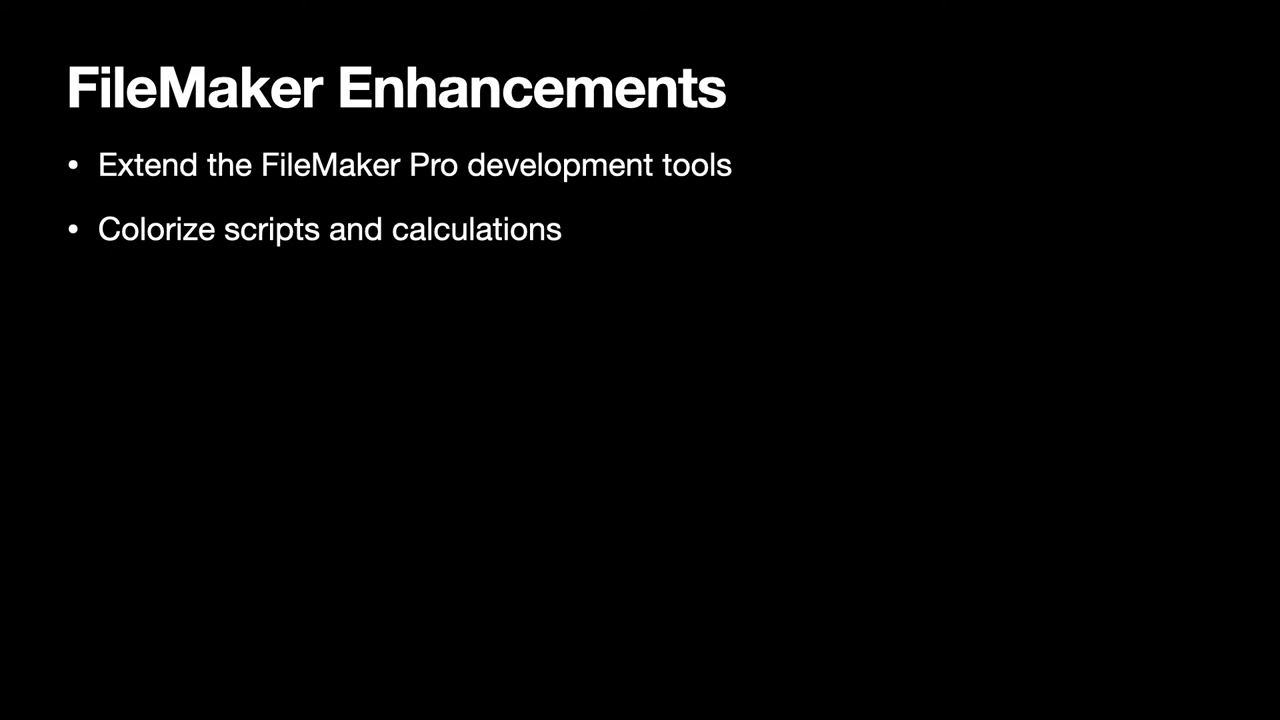 FileMaker Enhancements
• Extend the FileMaker Pro development tools
• Colorize scripts and calculations